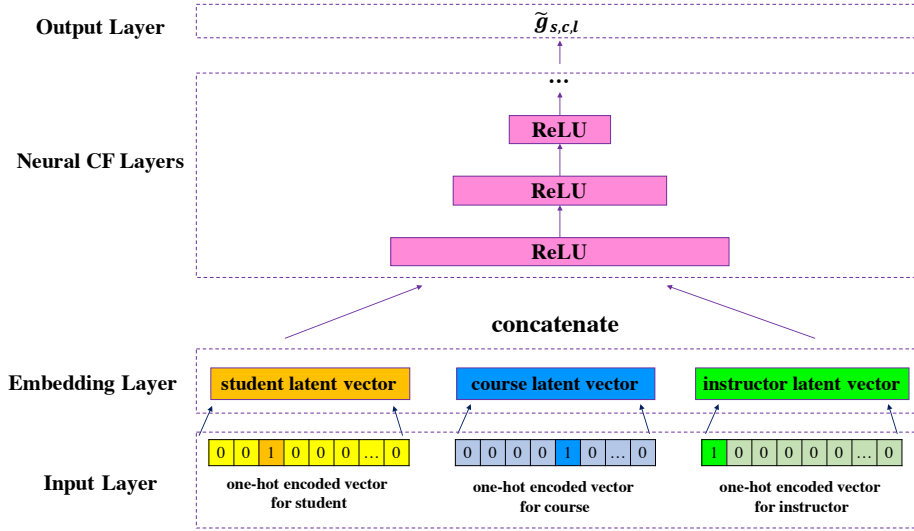 Output Layer
g̃s,c,l
...
ReLU
Neural CF Layers
ReLU
ReLU
concatenate
Embedding Layer
student latent vector
course latent vector
instructor latent vector
Input Layer
0 0 1 0 0 0 ... 0
0 0 0 0 1 0 ... 0
1 0 0 0 0 0 ... 0
one-hot encoded vector
for student
one-hot encoded vector
for course
one-hot encoded vector
for instructor